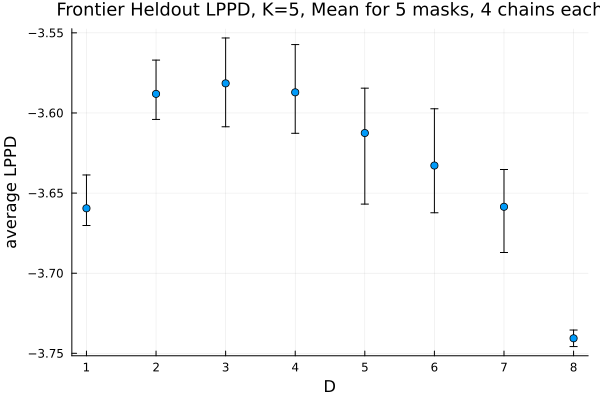 Frontier Heldout LPPD, K=5, Mean for 5 masks, 4 chains each
−3.55
−3.60
−3.65
−3.70
−3.75
average LPPD
1 2 3 4 5 6 7 8
D